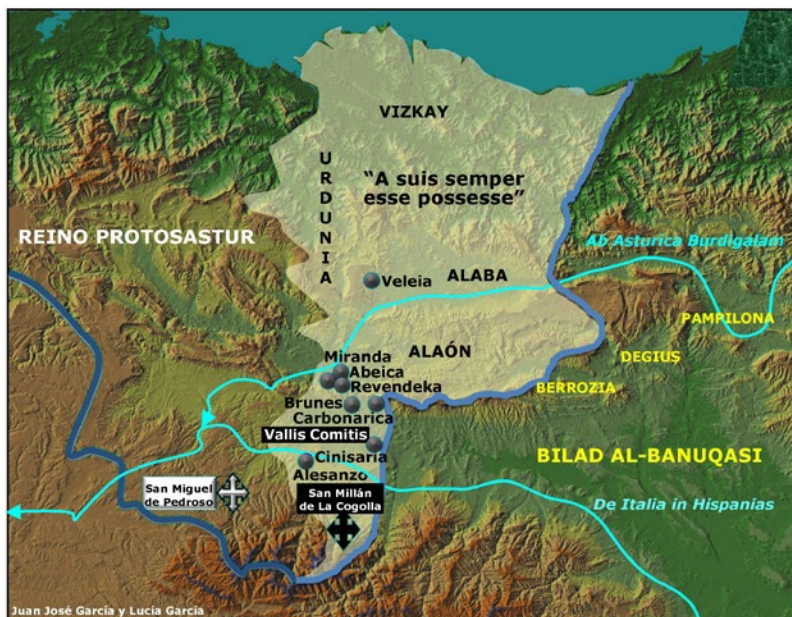 VIZKAY
URDUNIA
"A suis semper
esse possesse"
REINO PROTOSASTUR
Ab Asturica Burdigalam
Veleia
ALABA
PAMPILONA
ALAÓN
Miranda
Abeica
Revendeka
DEGIUS
BERROZIA
Brunes
Carbonarica
Vallis Comitis
BILAD AL-BANUQASI
Cinisaria
Alesanzo
San Miguel
de Pedroso
San Millán
de La Cogolla
De Italia in Hispanias
Juan José García y Lucía García